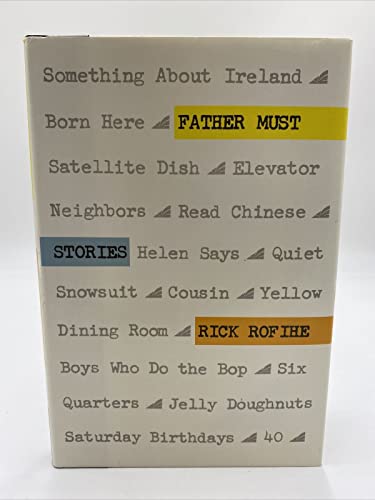 Something About Ireland
Born Here FATHER MUST
Satellite Dish Elevator
Neighbors Read Chinese
STORIES Helen Says Quiet
Snowsuit Cousin Yellow
Dining Room RICK ROFIHE
Boys Who Do the Bop Six
Quarters Jelly Doughnuts
Saturday Birthdays 40